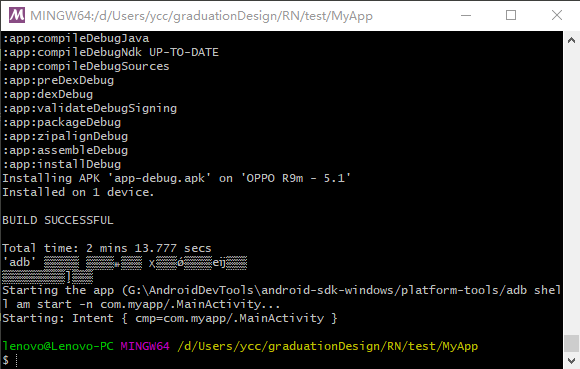 MINGW64:/d/Users/ycc/graduationDesign/RN/test/MyApp
:app:compileDebugJava
:app:compileDebugNdk UP-TO-DATE
:app:compileDebugSources
:app:preDexDebug
:app:dexDebug
:app:validateDebugSigning
:app:packageDebug
:app:zipalignDebug
:app:assembleDebug
:app:installDebug
Installing APK 'app-debug.apk' on 'OPPO R9m - 5.1'
Installed on 1 device.
BUILD SUCCESSFUL
Total time: 2 mins 13.777 secs
'adb'
Starting the app (G:\AndroidDevTools\android-sdk-windows/platform-tools/adb shel
l am start -n com.myapp/.MainActivity...
Starting: Intent { cmp=com.myapp/.MainActivity }
lenovo@Lenovo-PC MINGW64 /d/Users/ycc/graduationDesign/RN/test/MyApp
$